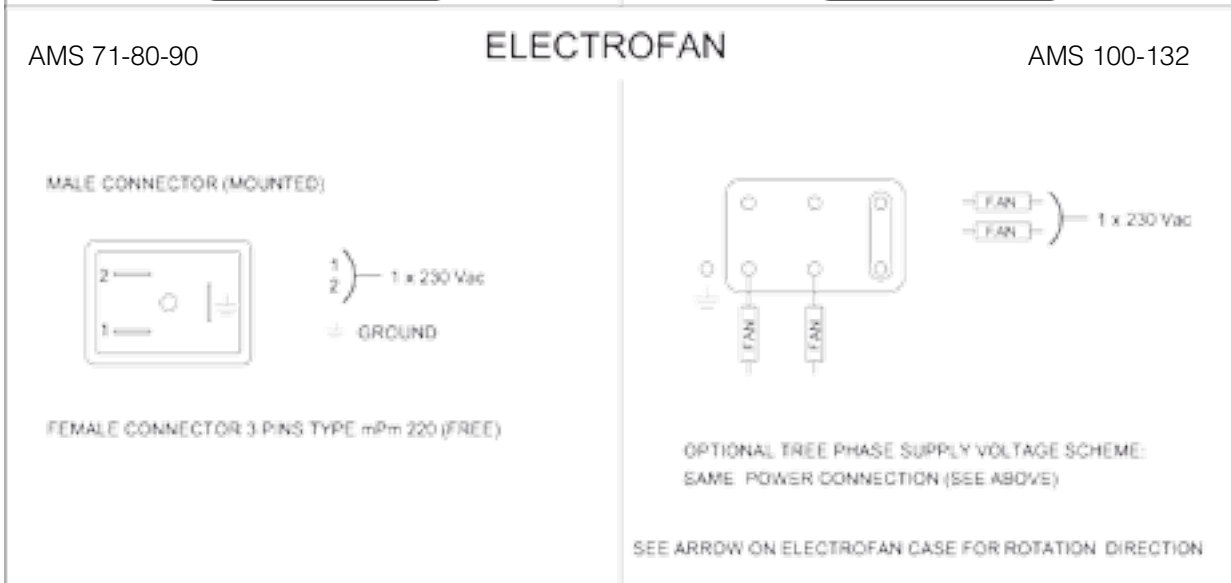 ELECTROFAN
AMS 71-80-90
AMS 100-132
MALE CONNECTOR (MOUNTED)
2
1
1
2
1 x 230 Vac
GROUND
FEMALE CONNECTOR 3 PINS TYPE mPm 220 (FREE)
FAN
FAN
1 x 230 Vac
FAN
FAN
OPTIONAL TREE PHASE SUPPLY VOLTAGE SCHEME:
SAME POWER CONNECTION (SEE ABOVE)
SEE ARROW ON ELECTROFAN CASE FOR ROTATION DIRECTION